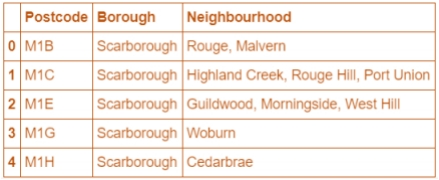 Postcode Borough Neighbourhood
0 M1B Scarborough Rouge, Malvern
1 M1C Scarborough Highland Creek, Rouge Hill, Port Union
2 M1E Scarborough Guildwood, Morningside, West Hill
3 M1G Scarborough Woburn
4 M1H Scarborough Cedarbrae